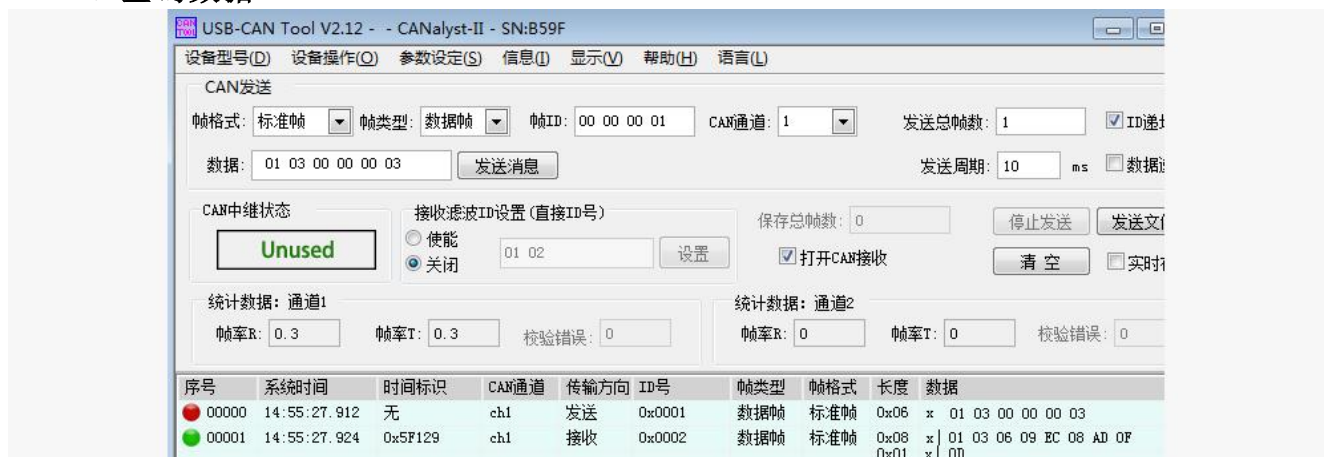 USB-CAN Tool V2.12 - - CANalyst-II - SN:B59F
设备型号(D) 设备操作(O) 参数设定(S) 信息(I) 显示(V) 帮助(H) 语言(L)
CAN发送
帧格式: 标准帧 帧类型: 数据帧 帧ID: 00 00 00 01 CAN通道: 1 发送总帧数: 1 ID递
数据: 01 03 00 00 00 03 发送消息 发送周期: 10 ms 数据
CAN中继状态 接收滤波ID设置(直接ID号) 保存总帧数: 0 停止发送 发送文
Unused 使能 01 02 设置 打开CAN接收
关闭 清 空 实时
统计数据: 通道1 统计数据: 通道2
帧率R: 0.3 帧率T: 0.3 校验错误: 0 帧率R: 0 帧率T: 0 校验错误: 0
序号 系统时间 时间标识 CAN通道 传输方向 ID号 帧类型 帧格式 长度 数据
00000 14:55:27.912 无 ch1 发送 0x0001 数据帧 标准帧 0x06 x 01 03 00 00 00 03
00001 14:55:27.924 0x5F129 ch1 接收 0x0002 数据帧 标准帧 0x08 x| 01 03 06 09 EC 08 AD 0F
0x01 x| 0D